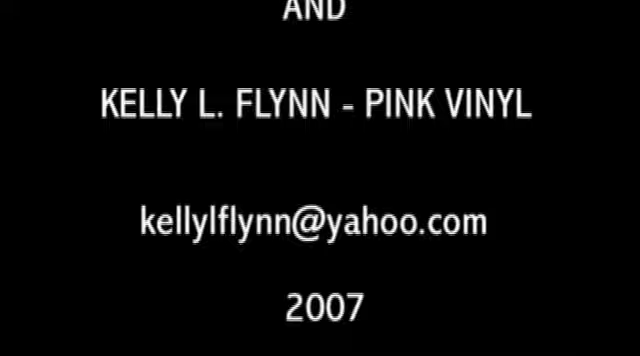 AND
KELLY L. FLYNN - PINK VINYL
kellylflynn@yahoo.com
2007